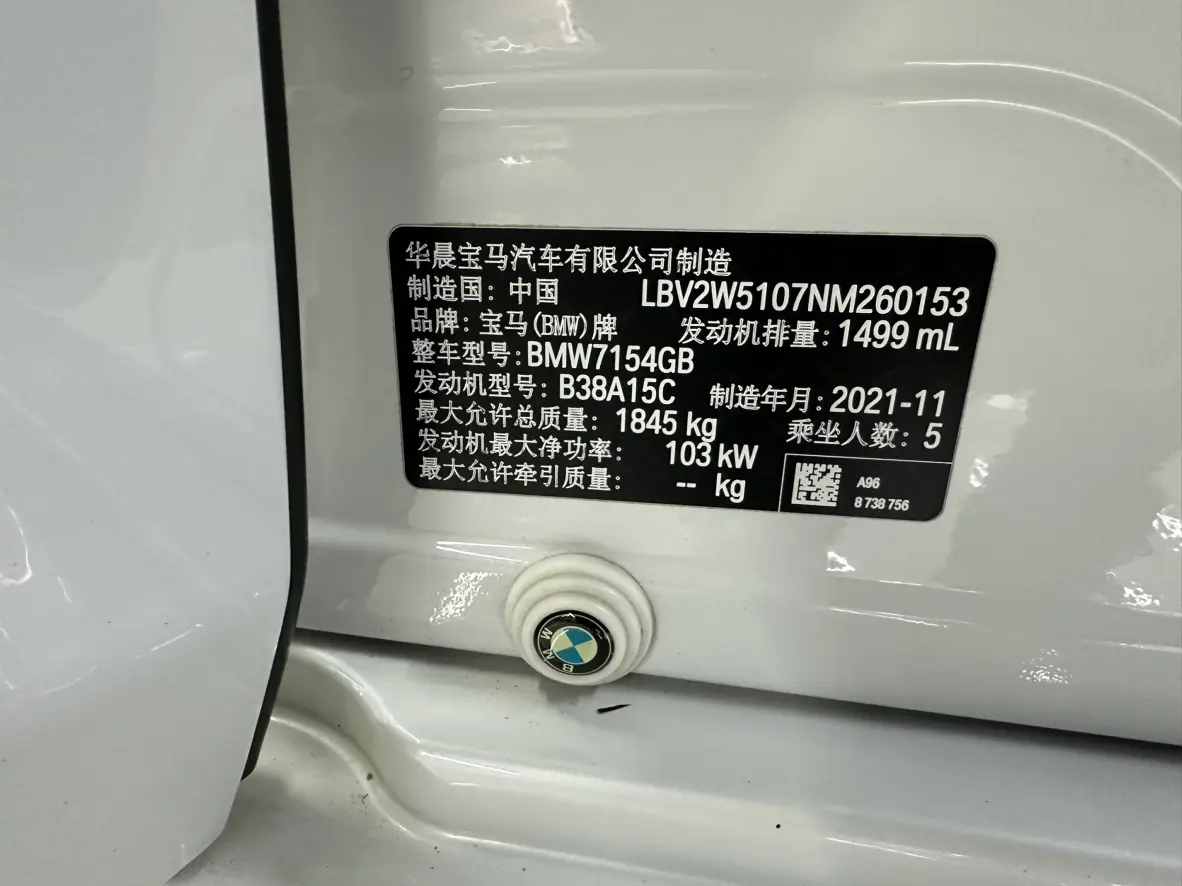 华晨宝马汽车有限公司制造
制造国：中国 LBV2W5107NM260153
品牌：宝马(BMW)牌 发动机排量：1499 mL
整车型号：BMW7154GB
发动机型号：B38A15C 制造年月：2021-11
最大允许总质量：1845 kg 乘坐人数：5
发动机最大净功率：103 kW
最大允许牵引质量：-- kg
A96
8 738 756
BMW